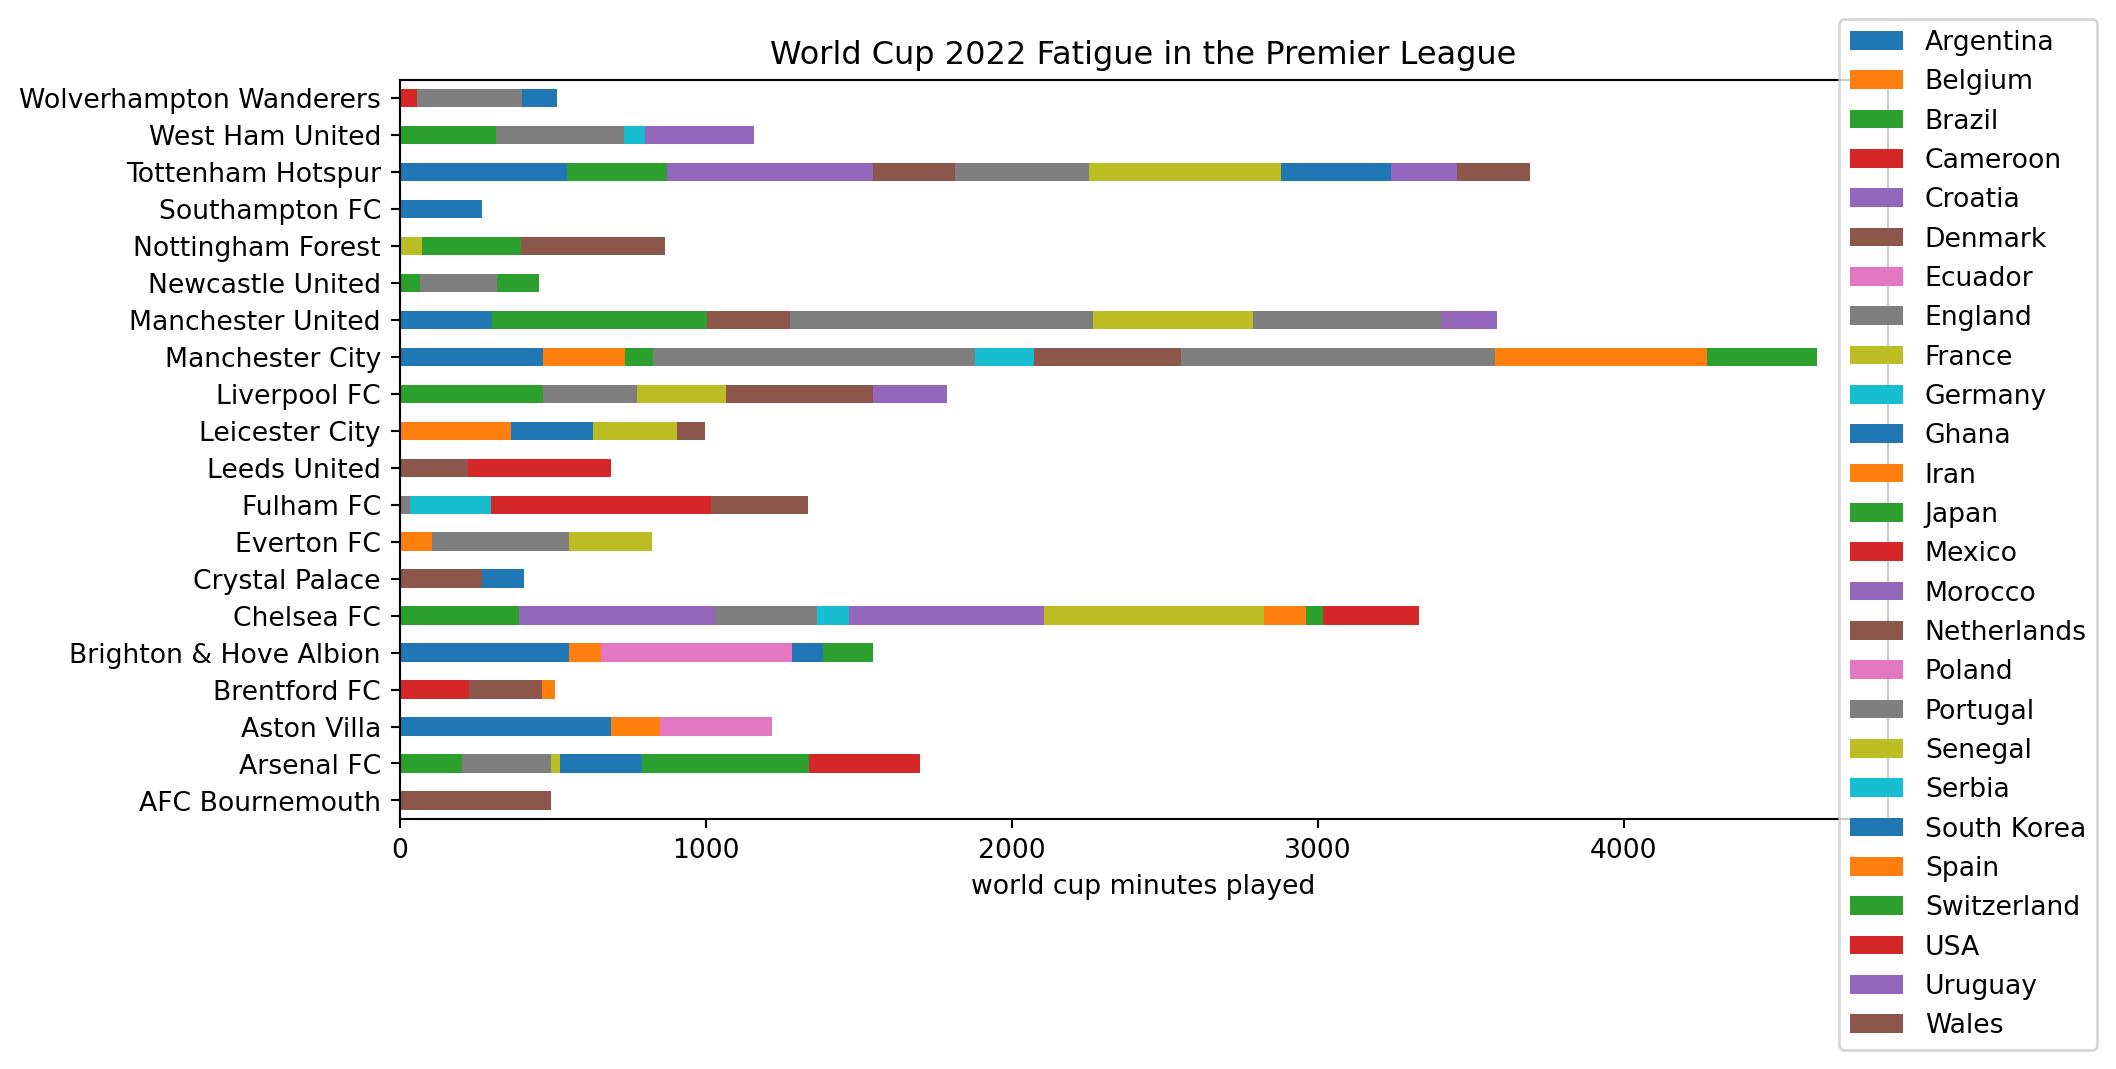 World Cup 2022 Fatigue in the Premier League
Wolverhampton Wanderers
West Ham United
Tottenham Hotspur
Southampton FC
Nottingham Forest
Newcastle United
Manchester United
Manchester City
Liverpool FC
Leicester City
Leeds United
Fulham FC
Everton FC
Crystal Palace
Chelsea FC
Brighton & Hove Albion
Brentford FC
Aston Villa
Arsenal FC
AFC Bournemouth
0 1000 2000 3000 4000
world cup minutes played
Argentina
Belgium
Brazil
Cameroon
Croatia
Denmark
Ecuador
England
France
Germany
Ghana
Iran
Japan
Mexico
Morocco
Netherlands
Poland
Portugal
Senegal
Serbia
South Korea
Spain
Switzerland
USA
Uruguay
Wales